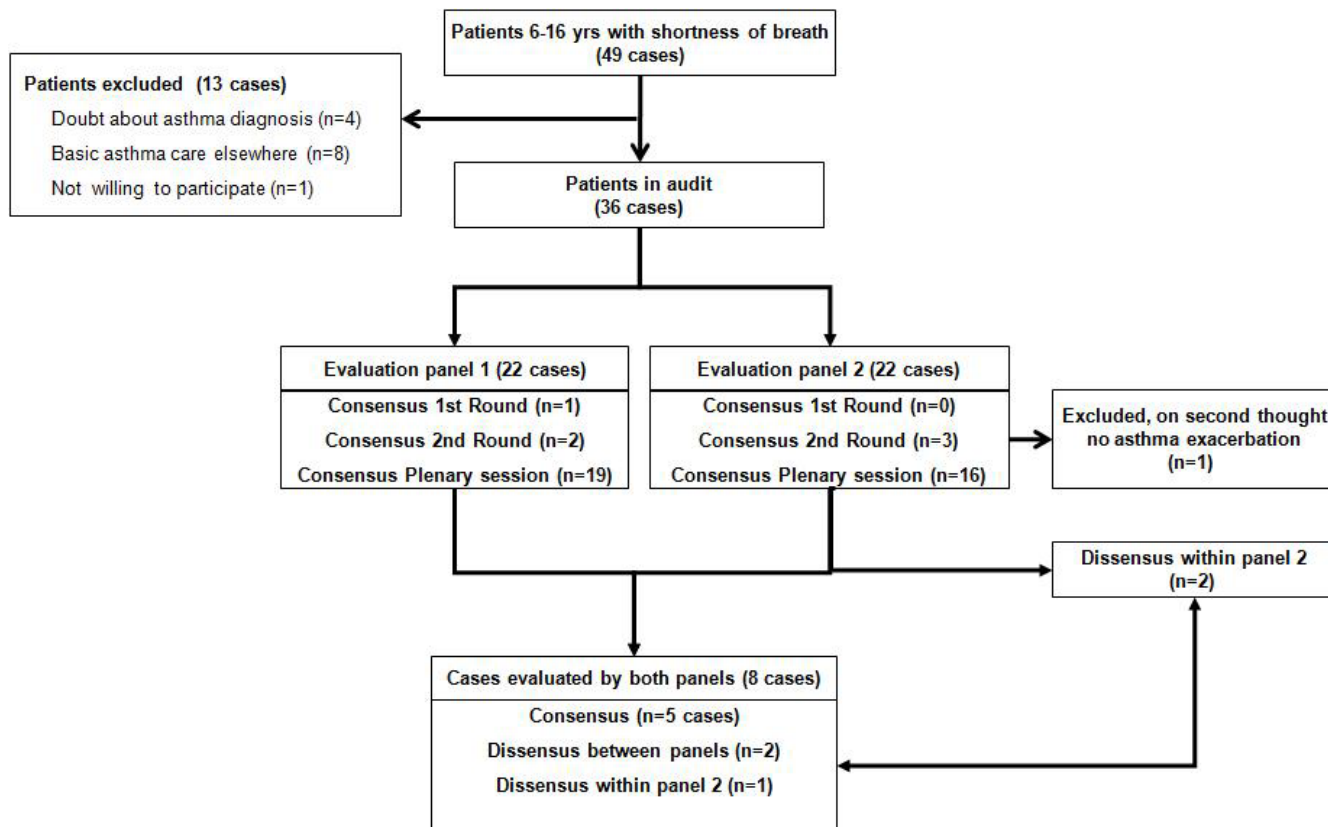 Patients 6-16 yrs with shortness of breath
(49 cases)
Patients excluded (13 cases)
Doubt about asthma diagnosis (n=4)
Basic asthma care elsewhere (n=8)
Not willing to participate (n=1)
Patients in audit
(36 cases)
Evaluation panel 1 (22 cases)
Consensus 1st Round (n=1)
Consensus 2nd Round (n=2)
Consensus Plenary session (n=19)
Evaluation panel 2 (22 cases)
Consensus 1st Round (n=0)
Consensus 2nd Round (n=3)
Consensus Plenary session (n=16)
Excluded, on second thought
no asthma exacerbation
(n=1)
Dissensus within panel 2
(n=2)
Cases evaluated by both panels (8 cases)
Consensus (n=5 cases)
Dissensus between panels (n=2)
Dissensus within panel 2 (n=1)